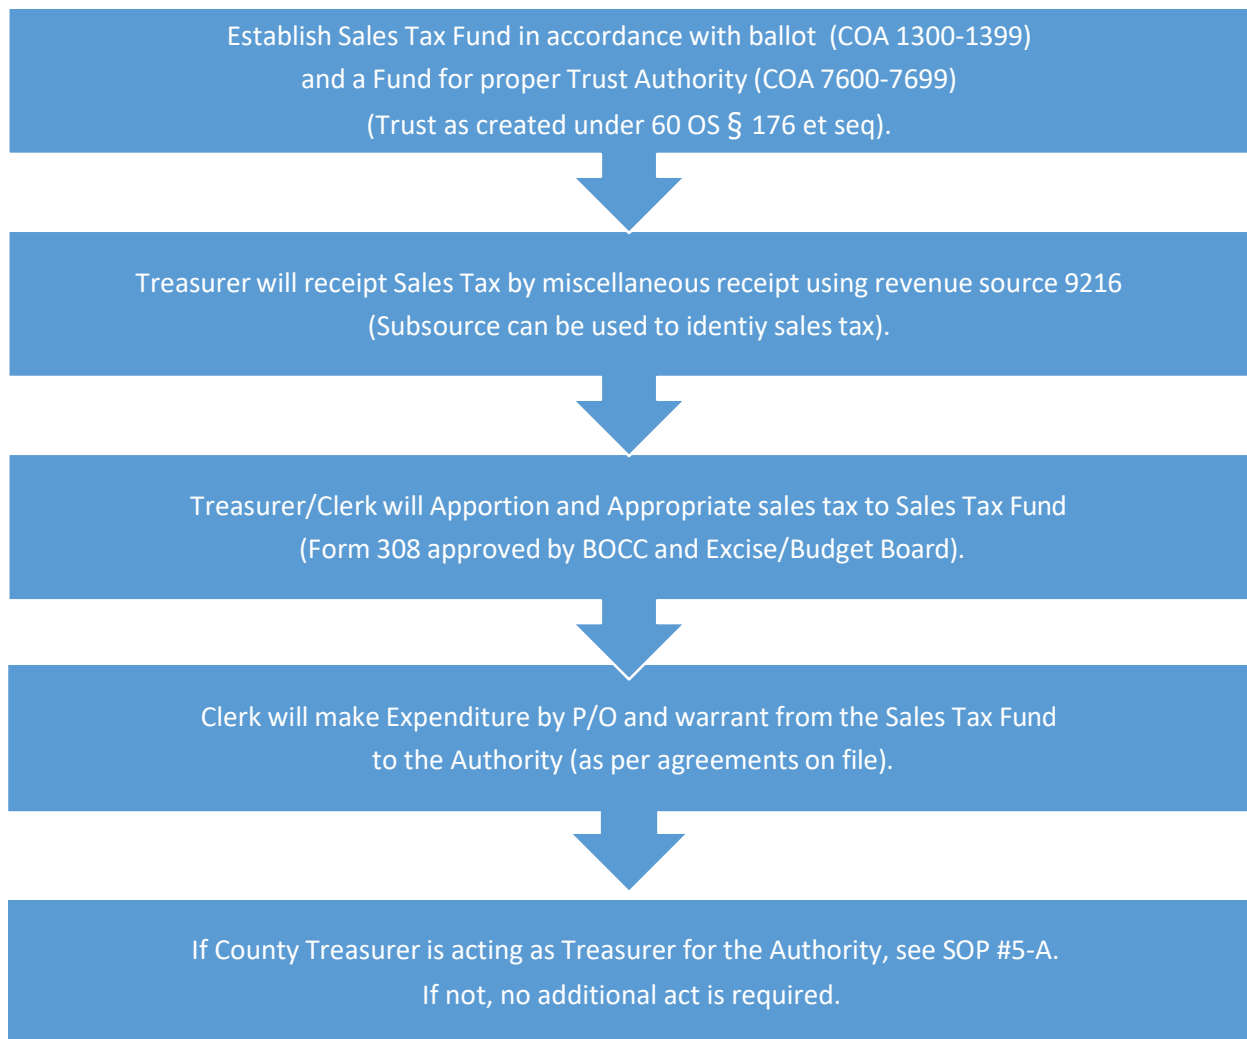 Establish Sales Tax Fund in accordance with ballot (COA 1300-1399)
and a Fund for proper Trust Authority (COA 7600-7699)
(Trust as created under 60 OS § 176 et seq).
Treasurer will receipt Sales Tax by miscellaneous receipt using revenue source 9216
(Subsource can be used to identiy sales tax).
Treasurer/Clerk will Apportion and Appropriate sales tax to Sales Tax Fund
(Form 308 approved by BOCC and Excise/Budget Board).
Clerk will make Expenditure by P/O and warrant from the Sales Tax Fund
to the Authority (as per agreements on file).
If County Treasurer is acting as Treasurer for the Authority, see SOP #5-A.
If not, no additional act is required.